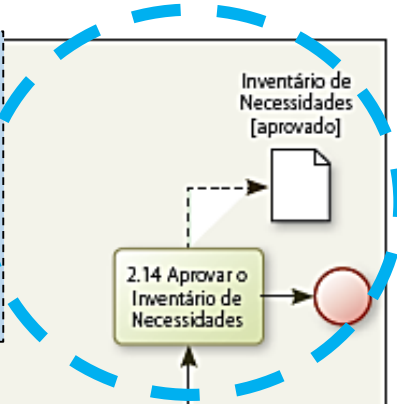 Inventário de
Necessidades
[aprovado]
2.14 Aprovar o
Inventário de
Necessidades